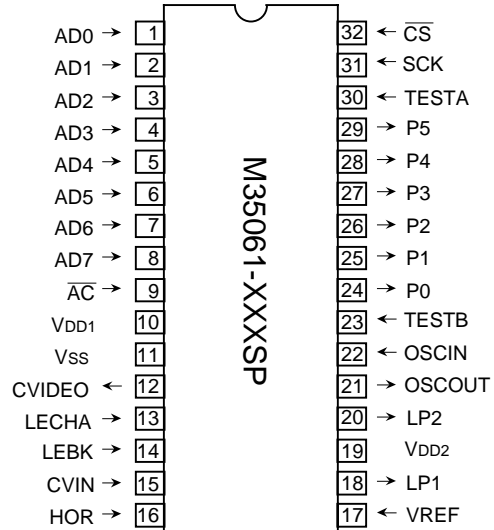 AD0 → 1
AD1 → 2
AD2 → 3
AD3 → 4
AD4 → 5
AD5 → 6
AD6 → 7
AD7 → 8
A̅C̅ → 9
VDD1 10
VSS 11
CVIDEO ← 12
LECHA → 13
LEBK → 14
CVIN → 15
HOR → 16
M35061-XXXSP
32 ← C̅S̅
31 ← SCK
30 ← TESTA
29 → P5
28 → P4
27 → P3
26 → P2
25 → P1
24 → P0
23 ← TESTB
22 ← OSCIN
21 → OSCOUT
20 → LP2
19 VDD2
18 → LP1
17 ← VREF